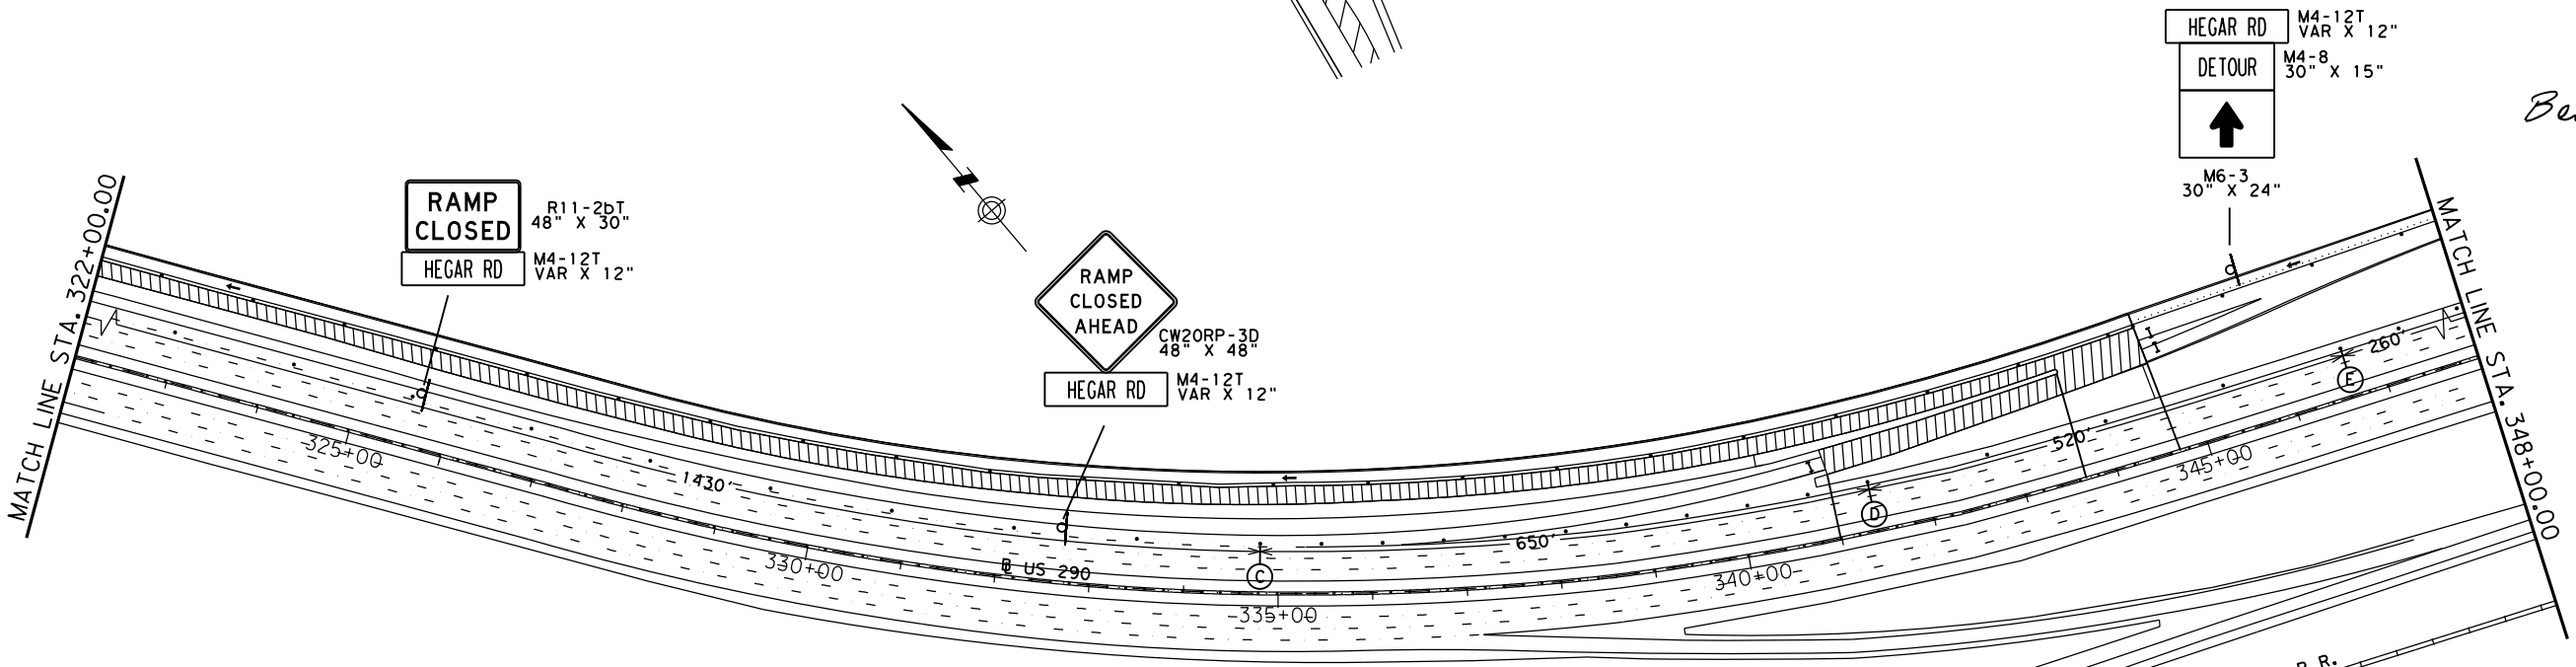 HEGAR RD
M4-12T
VAR X 12"
DETOUR
M4-8
30" X 15"
M6-3
30" X 24"
RAMP
CLOSED
R11-2bT
48" X 30"
HEGAR RD
M4-12T
VAR X 12"
RAMP
CLOSED
AHEAD
CW20RP-3D
48" X 48"
HEGAR RD
M4-12T
VAR X 12"
MATCH LINE STA. 322+00.00
MATCH LINE STA. 348+00.00
325+00
1430'
330+00
B US 290
C
335+00
650'
340+00
D
520'
345+00
E
260'
R.